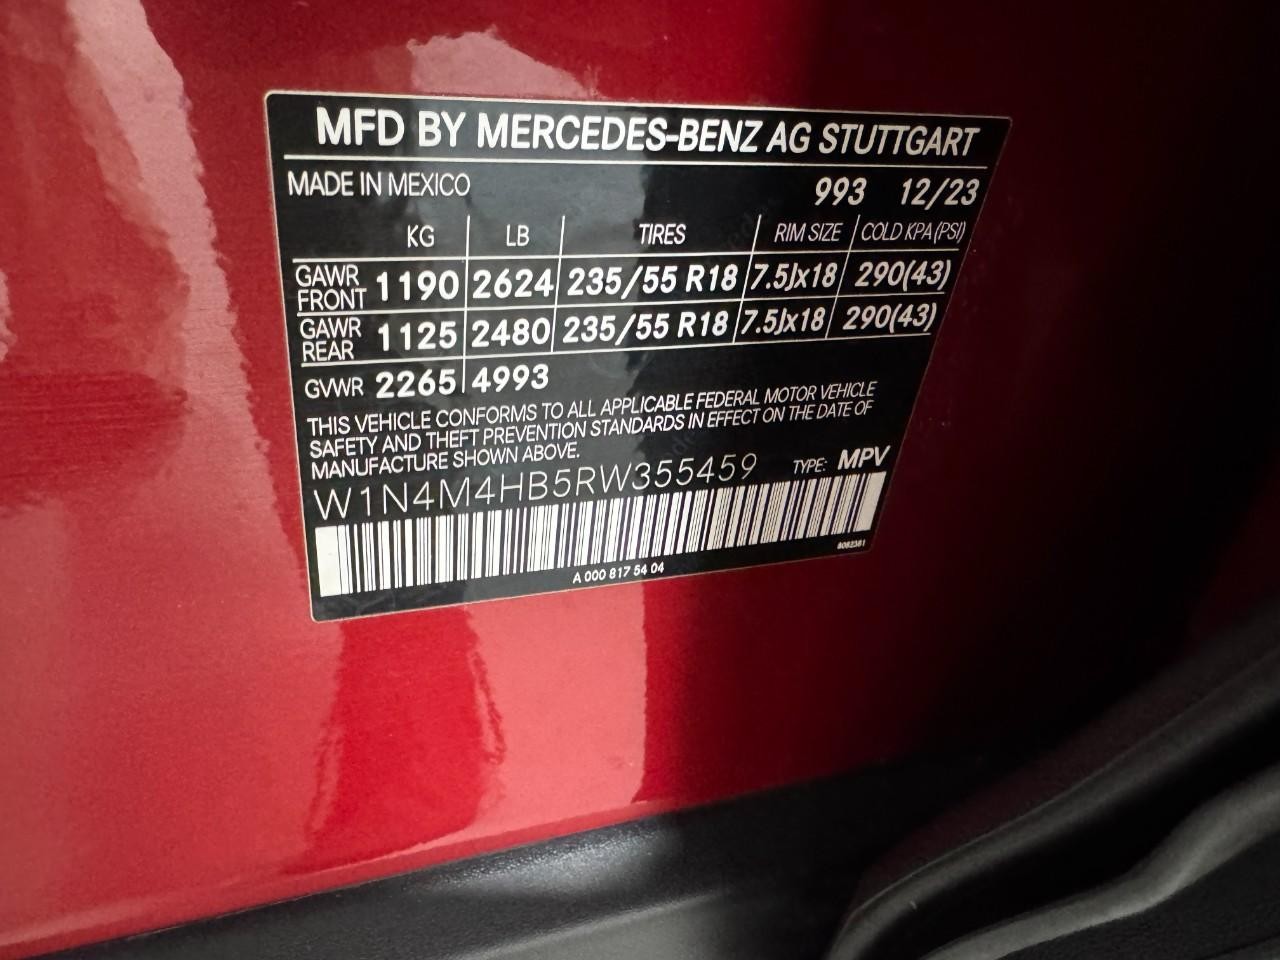 MFD BY MERCEDES-BENZ AG STUTTGART
MADE IN MEXICO 993 12/23
KG LB TIRES RIM SIZE COLD KPA (PSI)
GAWR FRONT 1190 2624 235/55 R18 7.5Jx18 290(43)
GAWR REAR 1125 2480 235/55 R18 7.5Jx18 290(43)
GVWR 2265 4993
THIS VEHICLE CONFORMS TO ALL APPLICABLE FEDERAL MOTOR VEHICLE
SAFETY AND THEFT PREVENTION STANDARDS IN EFFECT ON THE DATE OF
MANUFACTURE SHOWN ABOVE.
W1N4M4HB5RW355459 TYPE: MPV
8082381
A 000 817 54 04